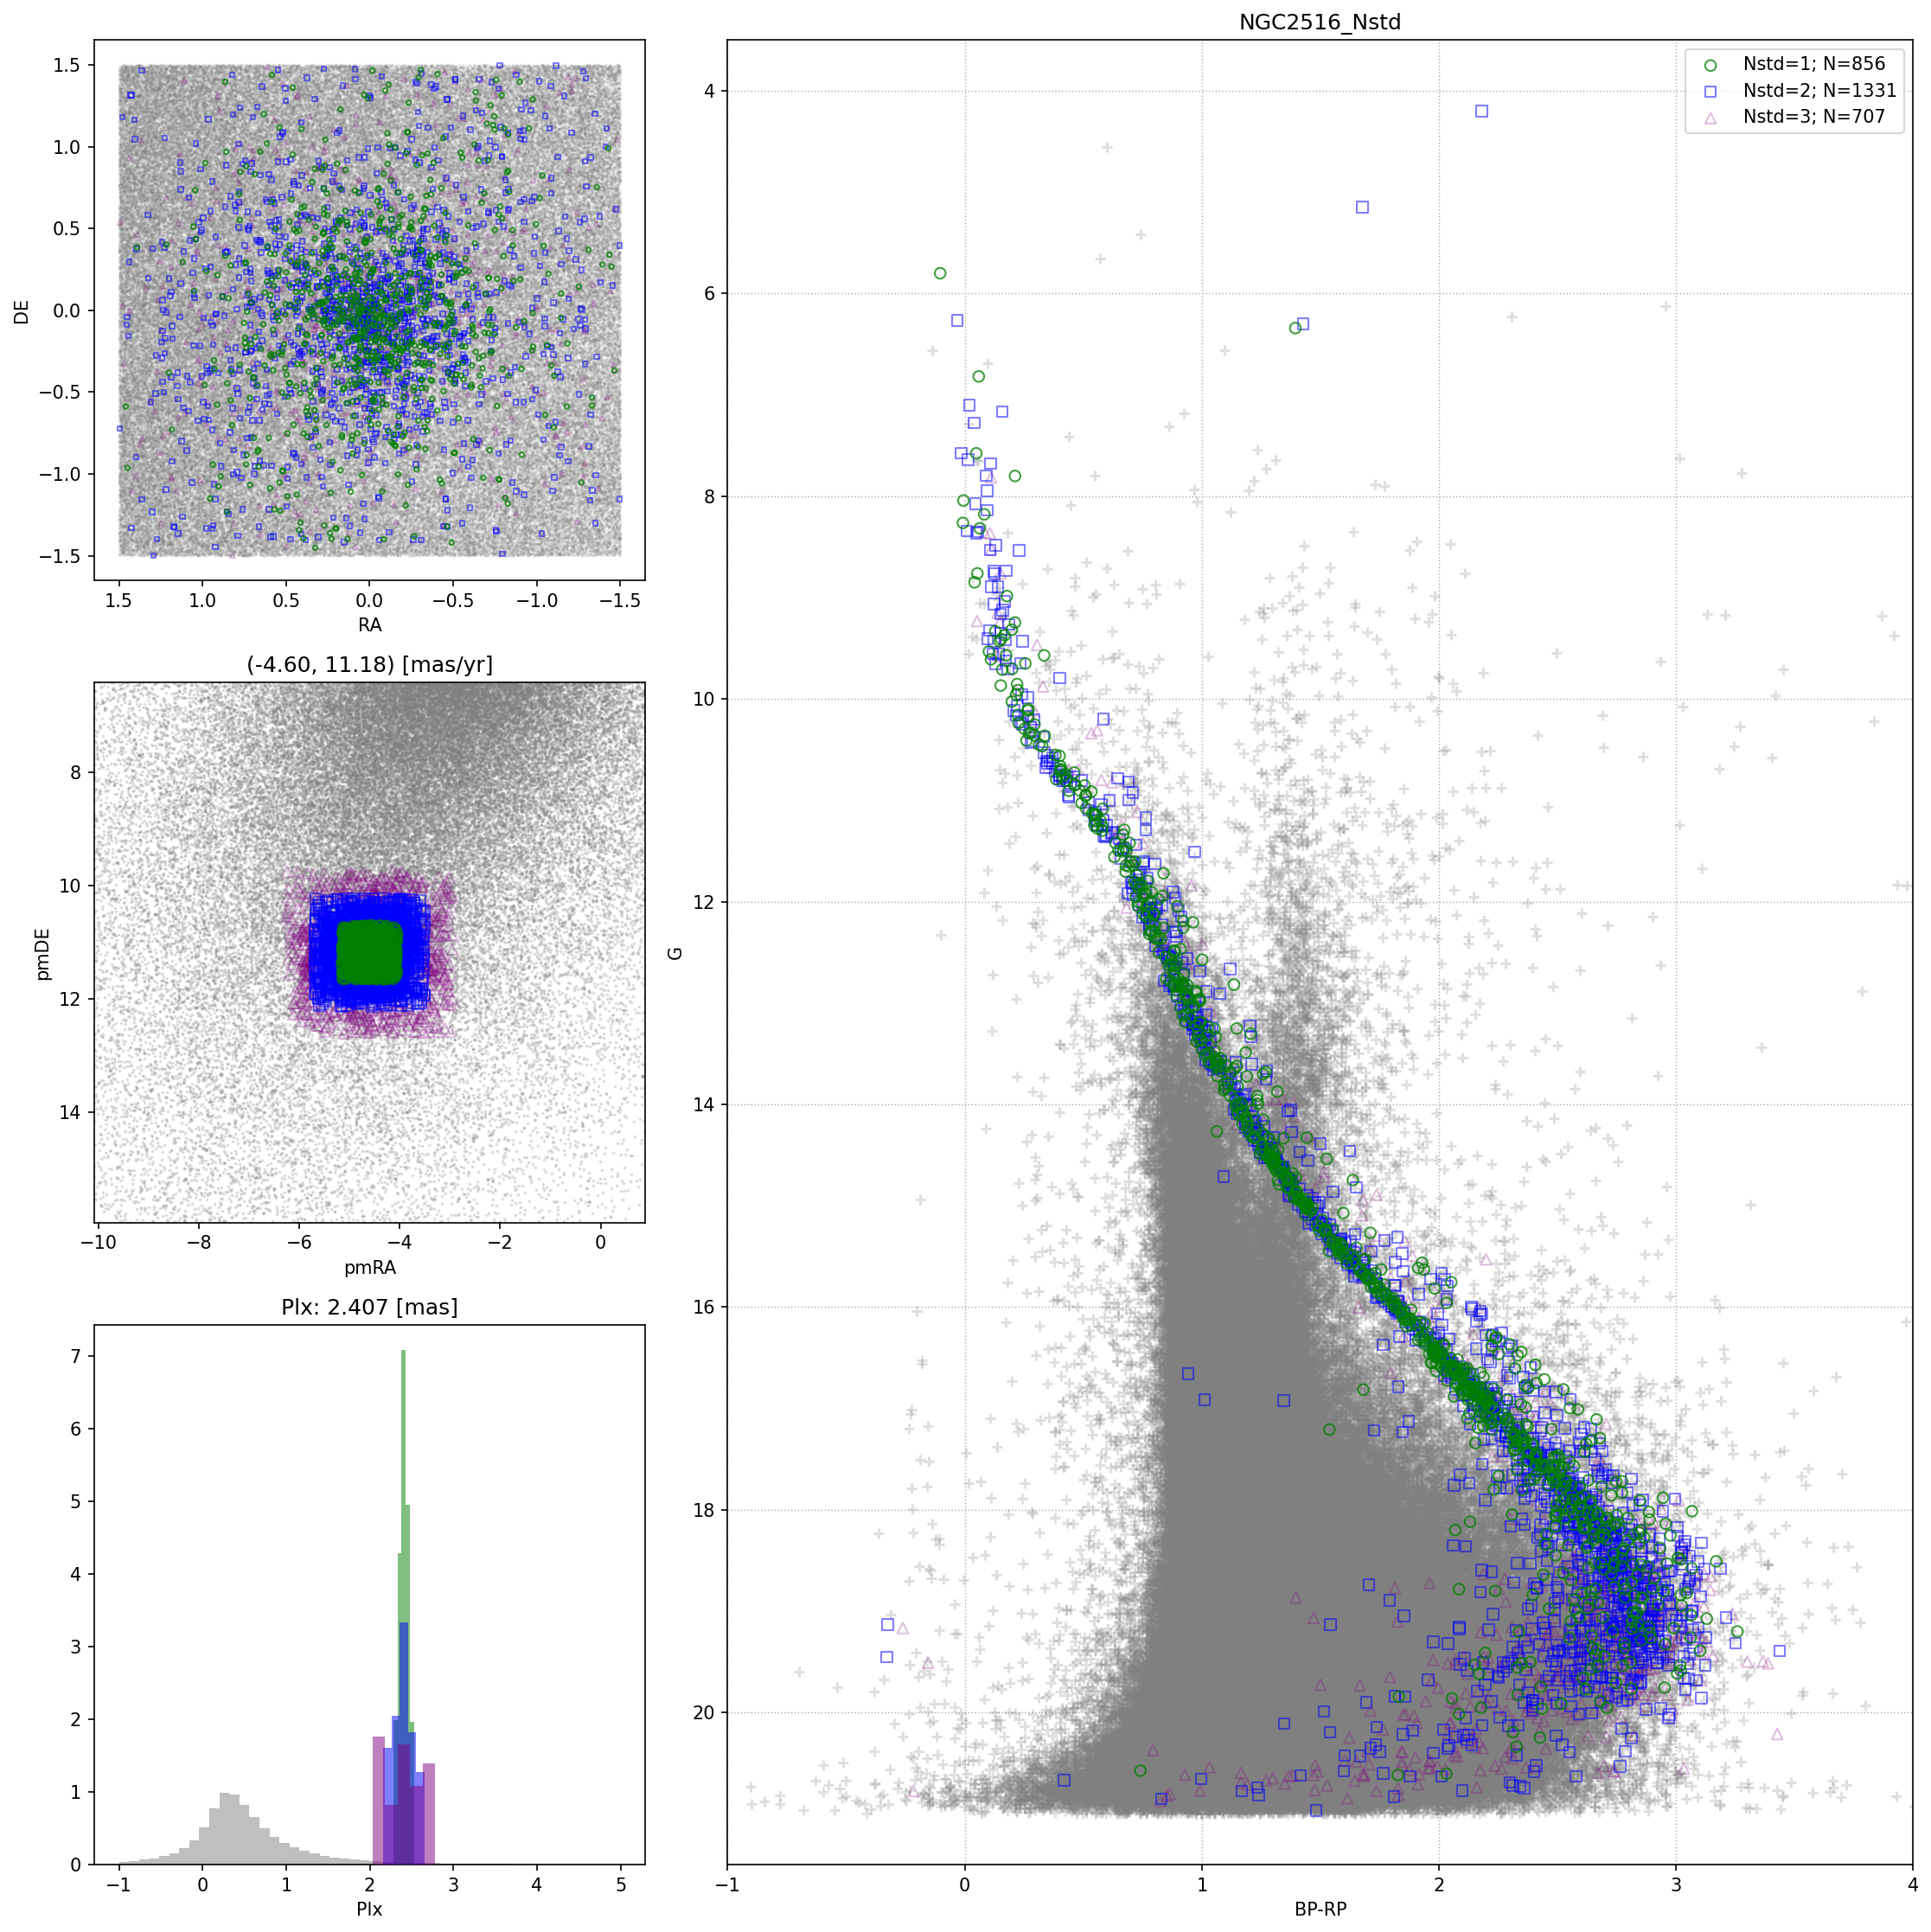 1.5
1.0
0.5
0.0
−0.5
−1.0
−1.5
DE
1.5 1.0 0.5 0.0 −0.5 −1.0 −1.5
RA
(-4.60, 11.18) [mas/yr]
8
10
12
14
pmDE
−10 −8 −6 −4 −2 0
pmRA
Plx: 2.407 [mas]
7
6
5
4
3
2
1
0
−1 0 1 2 3 4 5
Plx
NGC2516_Nstd
Nstd=1; N=856
Nstd=2; N=1331
Nstd=3; N=707
4
6
8
10
12
14
16
18
20
G
−1 0 1 2 3 4
BP-RP